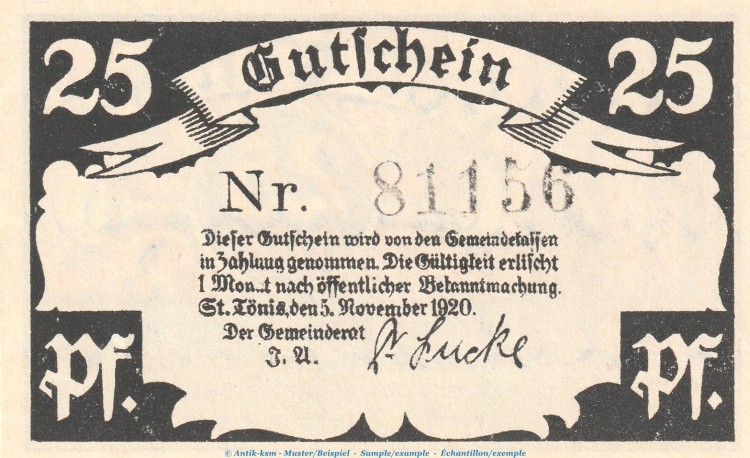 25 Gutschein 25
Nr. 81156
Dieser Gutschein wird von den Gemeindekassen
in Zahlung genommen. Die Gültigkeit erlischt
1 Mon..t nach öffentlicher Bekanntmachung.
St. Tönis, den 5. November 1920.
Der Gemeinderat
J. A. Lucke
Pf. Pf.
© Antik-ksm - Muster/Beispiel - Sample/example - Échantillon/exemple